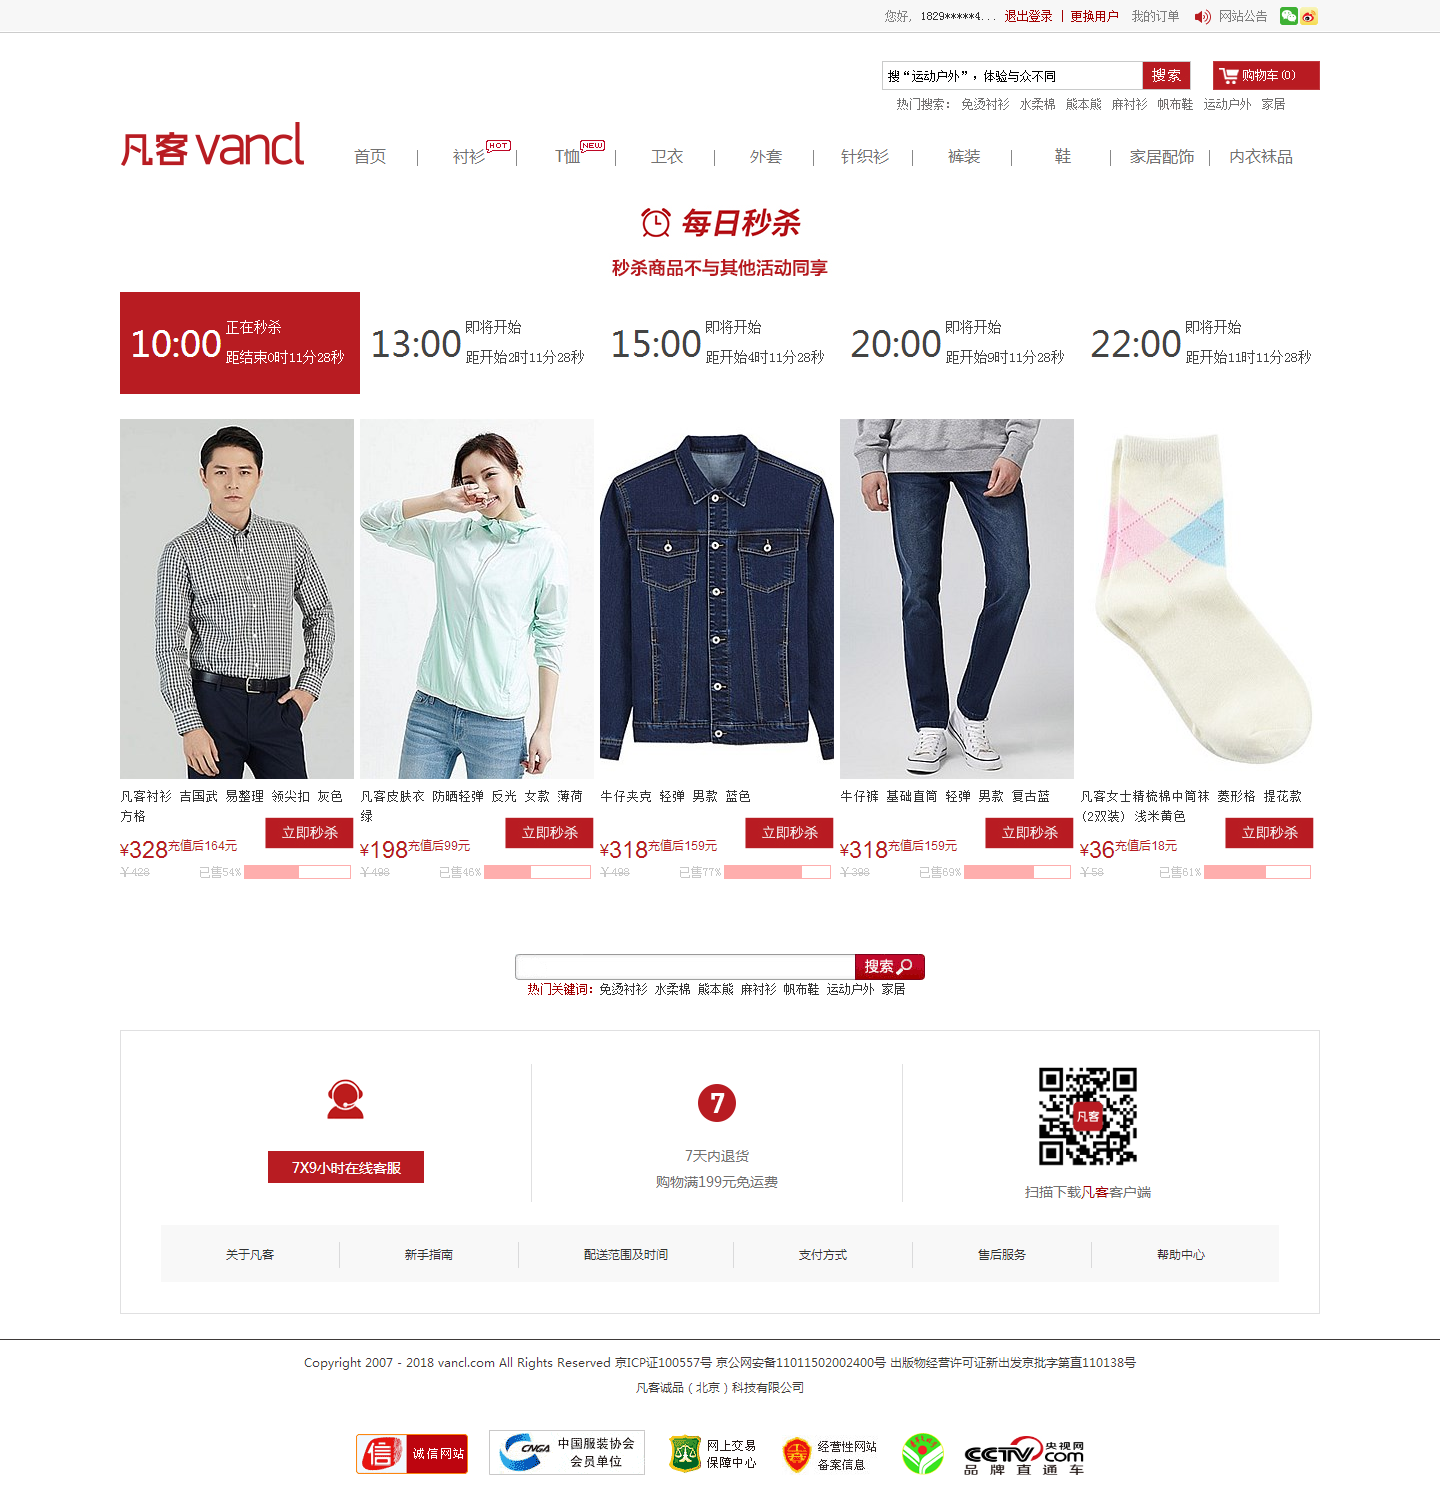 您好, 1829*****4... 退出登录 | 更换用户 我的订单 网站公告
搜“运动户外”，体验与众不同 搜索 购物车(0)
热门搜索： 免烫衬衫 水柔棉 熊本熊 麻衬衫 帆布鞋 运动户外 家居
凡客 vancl
首页 衬衫 HOT T恤 NEW 卫衣 外套 针织衫 裤装 鞋 家居配饰 内衣袜品
每日秒杀
秒杀商品不与其他活动同享
10:00 正在秒杀 距结束0时11分28秒
13:00 即将开始 距开始2时11分28秒
15:00 即将开始 距开始4时11分28秒
20:00 即将开始 距开始9时11分28秒
22:00 即将开始 距开始11时11分28秒
凡客衬衫 吉国武 易整理 领尖扣 灰色
方格
立即秒杀
¥328充值后164元
￥428 已售54%
凡客皮肤衣 防晒轻弹 反光 女款 薄荷
绿
立即秒杀
¥198充值后99元
￥498 已售46%
牛仔夹克 轻弹 男款 蓝色
立即秒杀
¥318充值后159元
￥498 已售77%
牛仔裤 基础直筒 轻弹 男款 复古蓝
立即秒杀
¥318充值后159元
￥398 已售69%
凡客女士精梳棉中筒袜 菱形格 提花款
(2双装) 浅米黄色
立即秒杀
¥36充值后18元
￥58 已售61%
搜索
热门关键词：免烫衬衫 水柔棉 熊本熊 麻衬衫 帆布鞋 运动户外 家居
7X9小时在线客服
7
7天内退货
购物满199元免运费
凡客
扫描下载凡客客户端
关于凡客 新手指南 配送范围及时间 支付方式 售后服务 帮助中心
Copyright 2007 - 2018 vancl.com All Rights Reserved 京ICP证100557号 京公网安备11011502002400号 出版物经营许可证新出发京批字第直110138号
凡客诚品（北京）科技有限公司
信 诚信网站
CNGA 中国服装协会
会员单位
网上交易
保障中心
经营性网站
备案信息
CCTV.com 央视网
品牌直通车